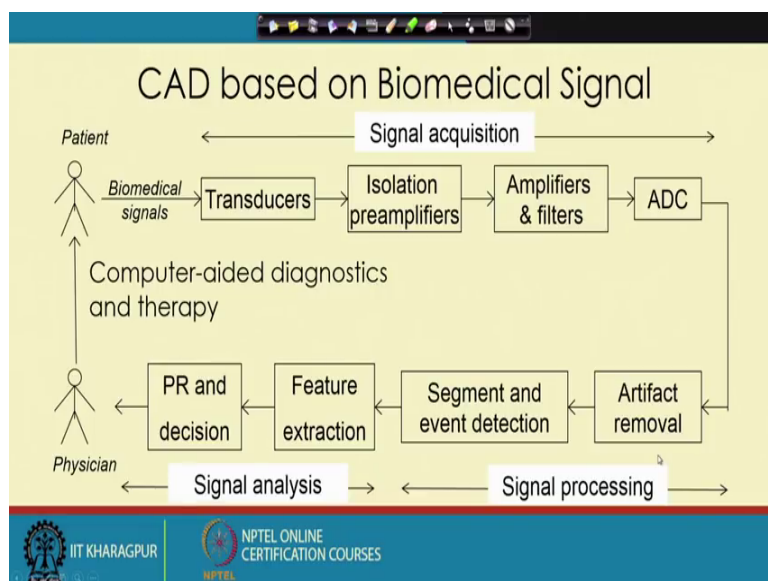 CAD based on Biomedical Signal
Patient
Signal acquisition
Biomedical
signals
Transducers
Isolation
preamplifiers
Amplifiers
& filters
ADC
Computer-aided diagnostics
and therapy
PR and
decision
Feature
extraction
Segment and
event detection
Artifact
removal
Physician
Signal analysis
Signal processing
IIT KHARAGPUR
NPTEL
NPTEL ONLINE
CERTIFICATION COURSES